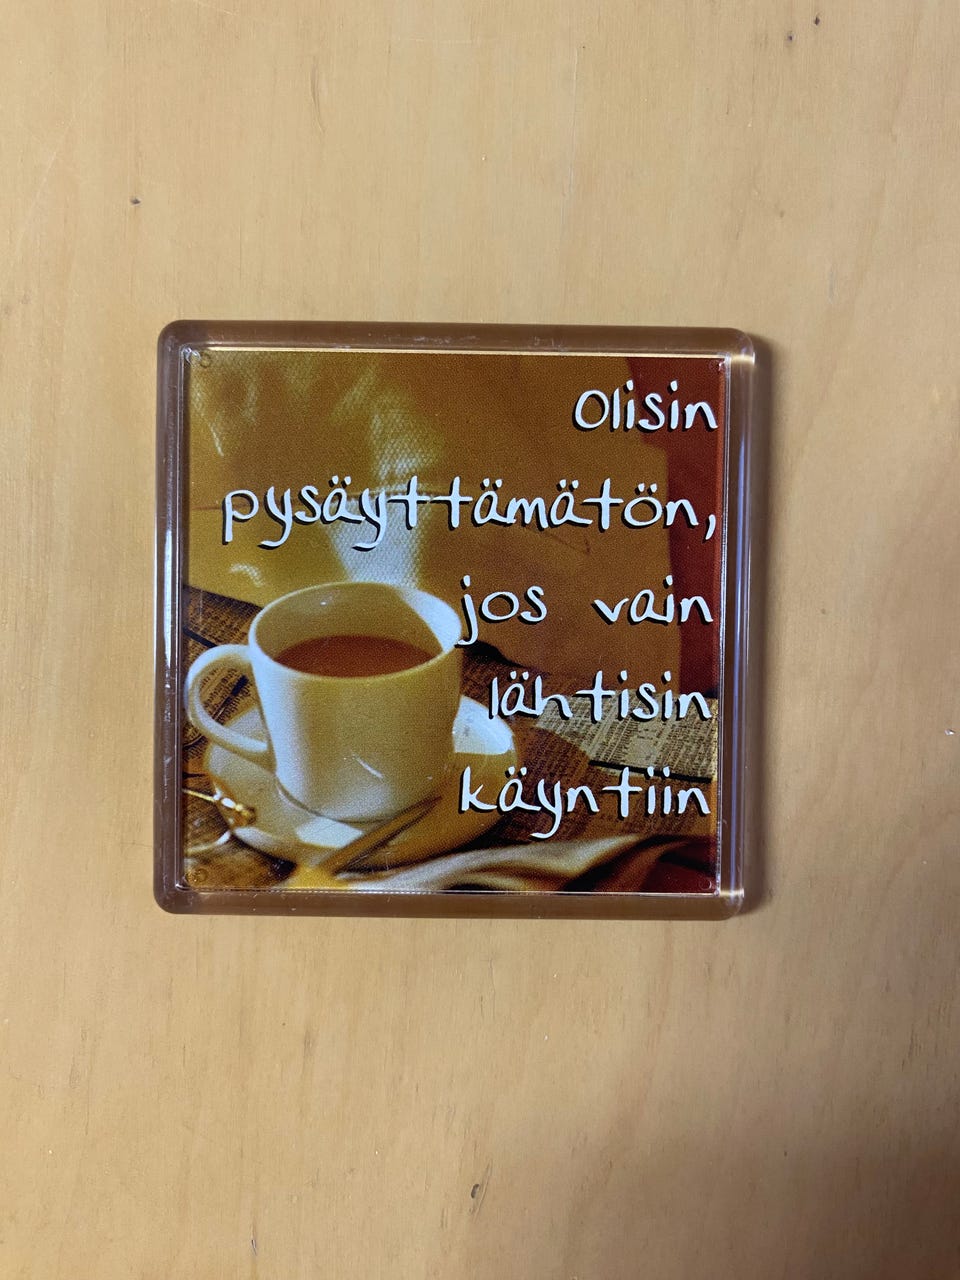 Olisin
pysäyttämätön,
jos vain
lähtisin
käyntiin